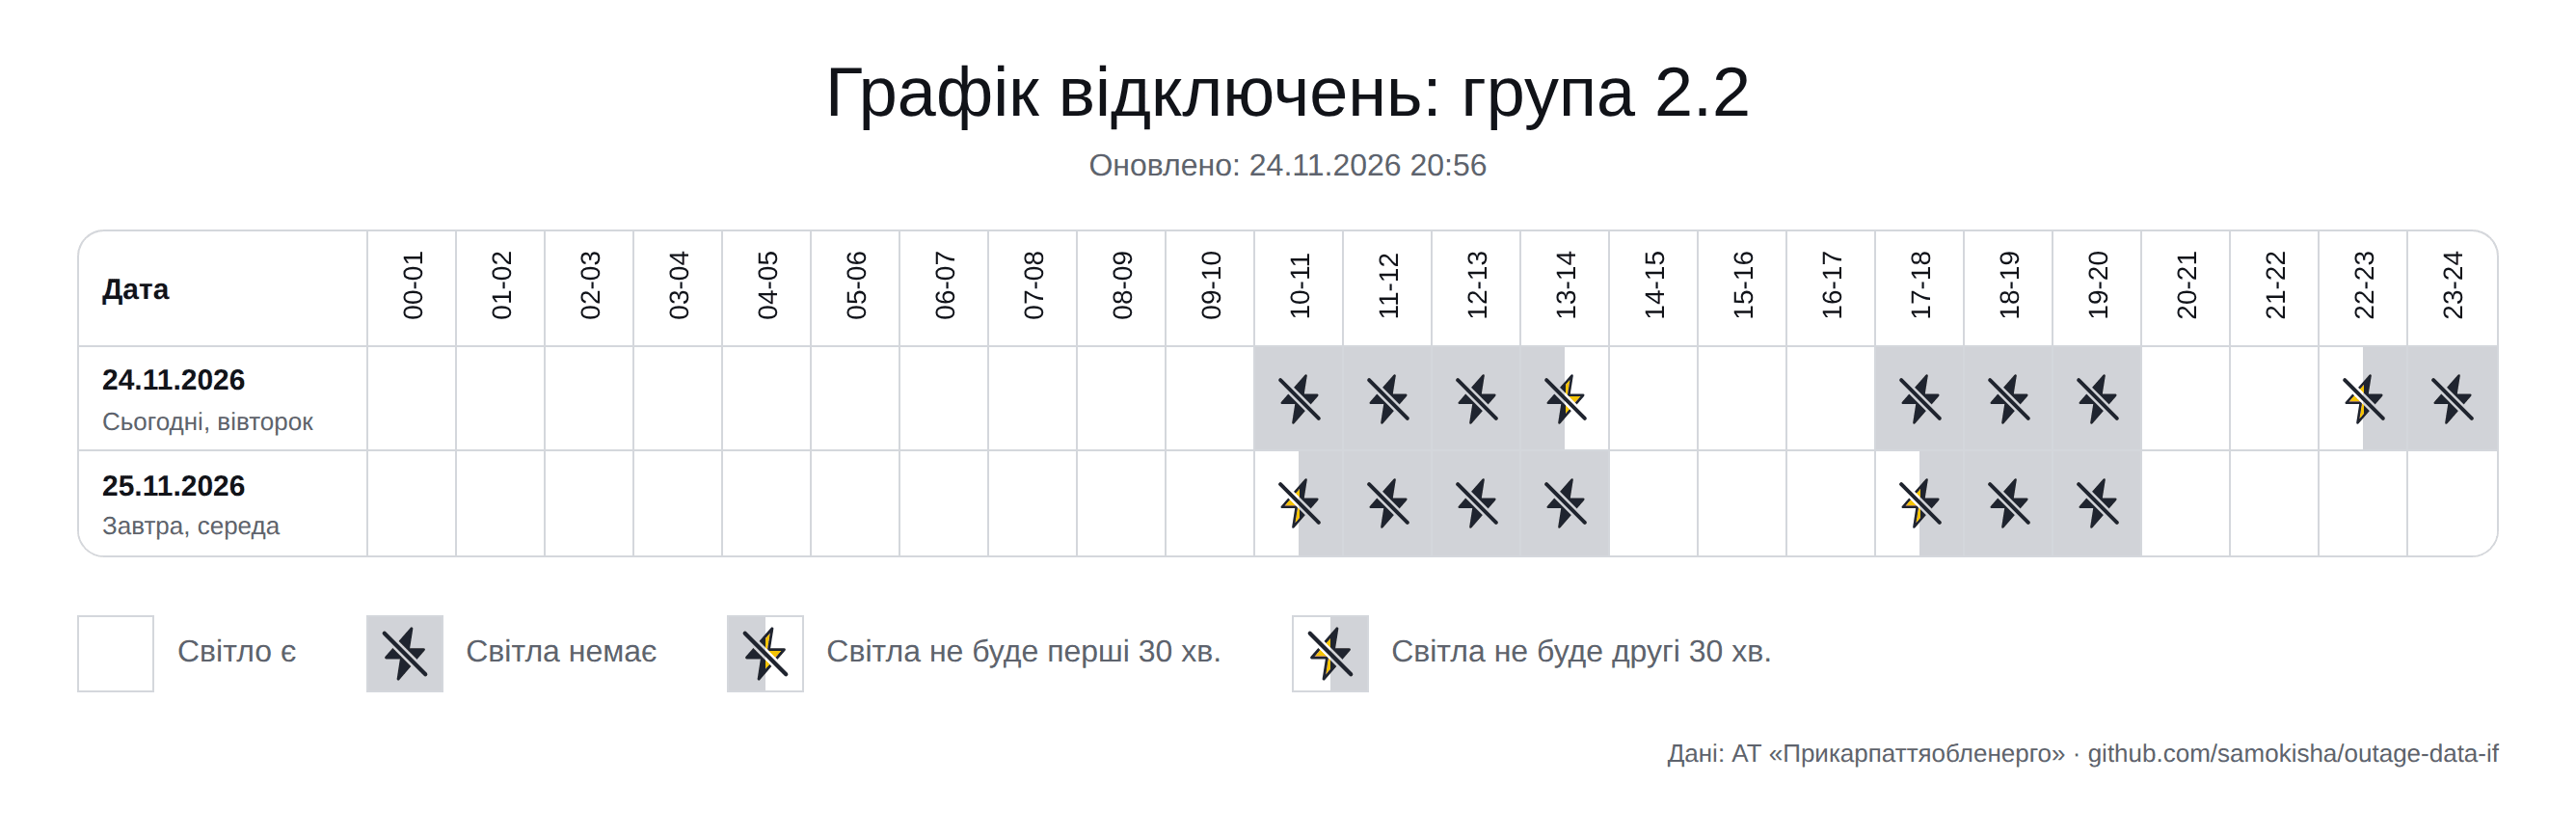 Графік відключень: група 2.2
Оновлено: 24.11.2026 20:56
Дата 00-01 01-02 02-03 03-04 04-05 05-06 06-07 07-08 08-09 09-10 10-11 11-12 12-13 13-14 14-15 15-16 16-17 17-18 18-19 19-20 20-21 21-22 22-23 23-24
24.11.2026
Сьогодні, вівторок
25.11.2026
Завтра, середа
Світло є Світла немає Світла не буде перші 30 хв. Світла не буде другі 30 хв.
Дані: АТ «Прикарпаттяобленерго» · github.com/samokisha/outage-data-if